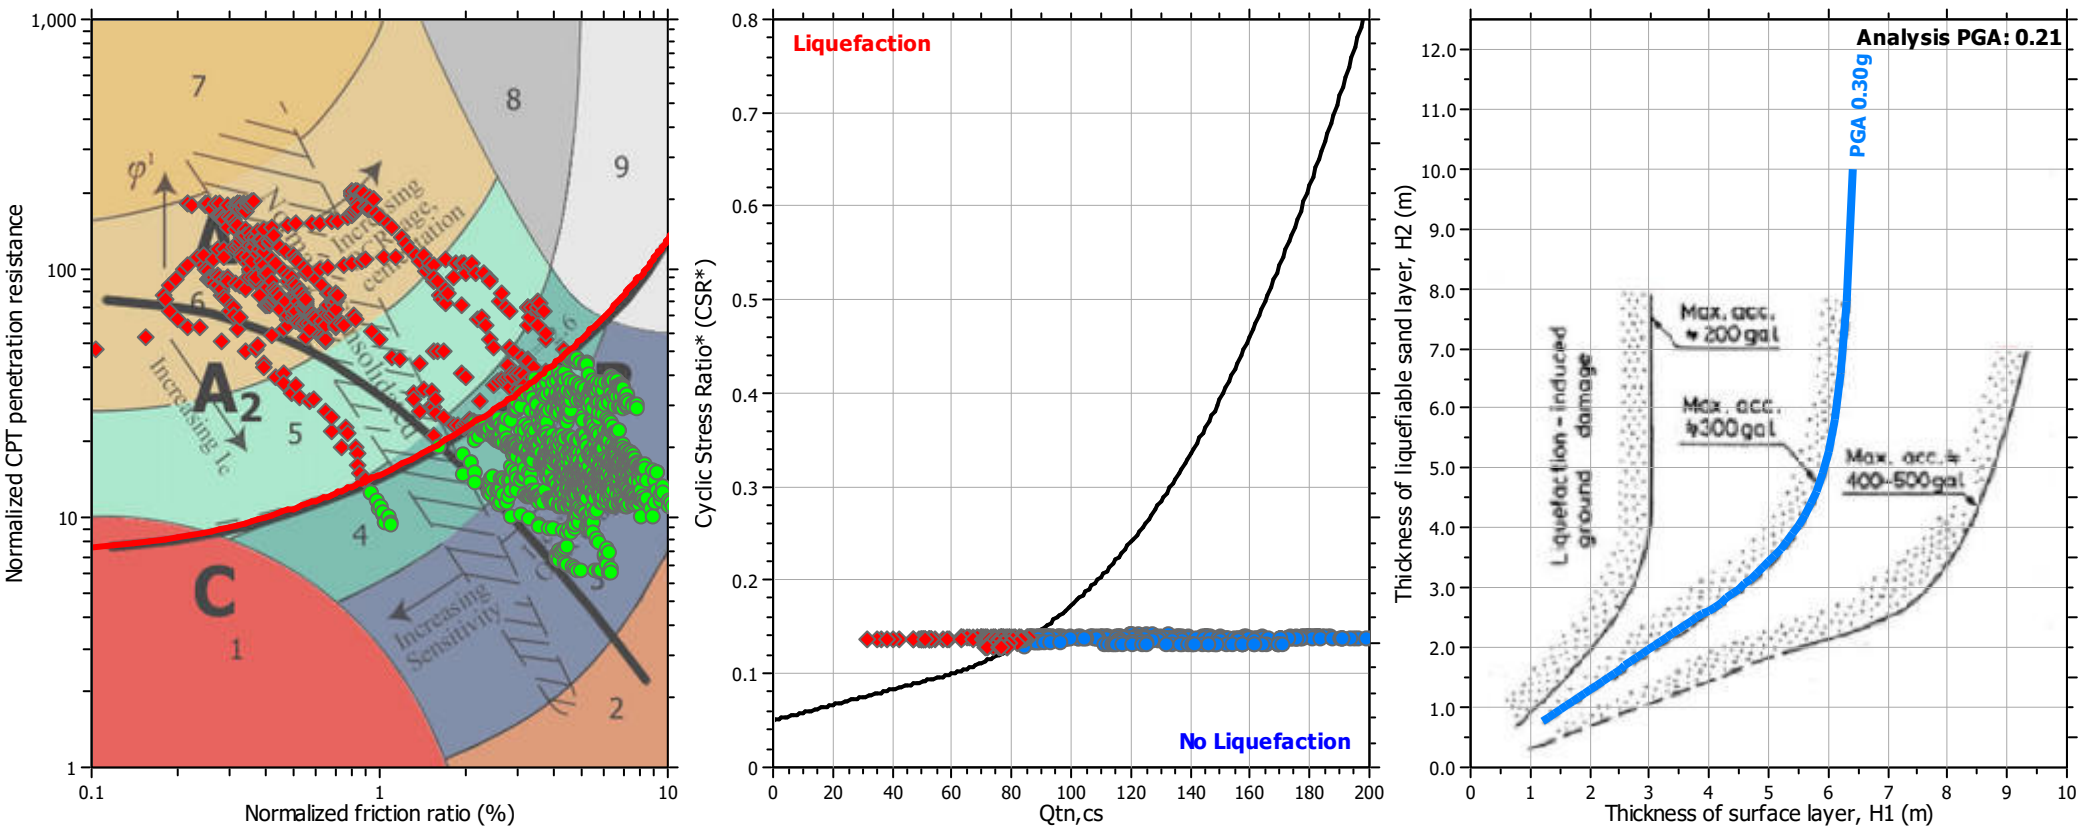 1,000
100
10
1
0.1
1
10
Normalized CPT penetration resistance
Normalized friction ratio (%)
7
8
9
φ'
6
A2
5
4
C
1
2
Increasing
cementation
Increasing Ic
Increasing
Sensitivity
0.8
0.7
0.6
0.5
0.4
0.3
0.2
0.1
0
0
20
40
60
80
100
120
140
160
180
200
Cyclic Stress Ratio* (CSR*)
Qtn,cs
Liquefaction
No Liquefaction
Analysis PGA: 0.21
PGA 0.30g
12.0
11.0
10.0
9.0
8.0
7.0
6.0
5.0
4.0
3.0
2.0
1.0
0.0
0
1
2
3
4
5
6
7
8
9
10
Thickness of liquefiable sand layer, H2 (m)
Thickness of surface layer, H1 (m)
Liquefaction - induced
ground damage
Max. acc.
≒ 200 gal
Max. acc.
≒300 gal
Max. acc. ≒
400~500 gal